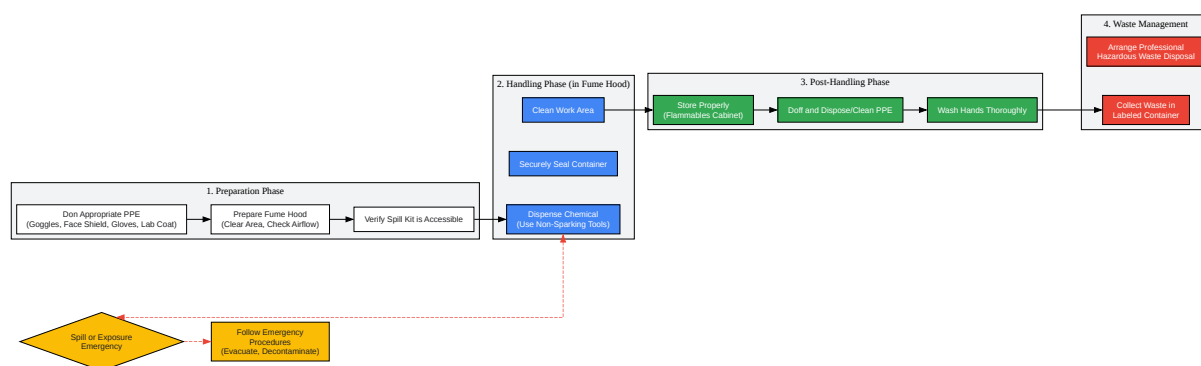 1. Preparation Phase
Don Appropriate PPE
(Goggles, Face Shield, Gloves, Lab Coat)
Prepare Fume Hood
(Clear Area, Check Airflow)
Verify Spill Kit is Accessible
2. Handling Phase (in Fume Hood)
Clean Work Area
Securely Seal Container
Dispense Chemical
(Use Non-Sparking Tools)
3. Post-Handling Phase
Store Properly
(Flammables Cabinet)
Doff and Dispose/Clean PPE
Wash Hands Thoroughly
4. Waste Management
Arrange Professional
Hazardous Waste Disposal
Collect Waste in
Labeled Container
Spill or Exposure
Emergency
Follow Emergency
Procedures
(Evacuate, Decontaminate)